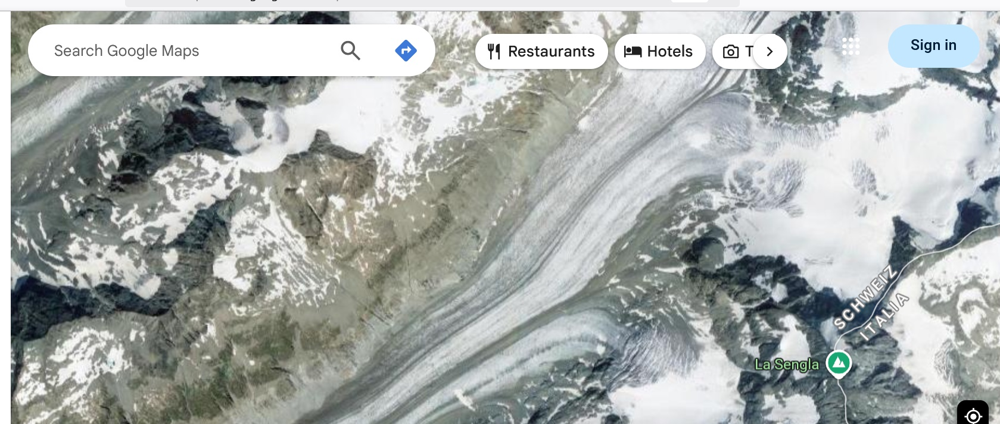 Search Google Maps
Restaurants
Hotels
T
Sign in
SCHWEIZ
ITALIA
La Sengla